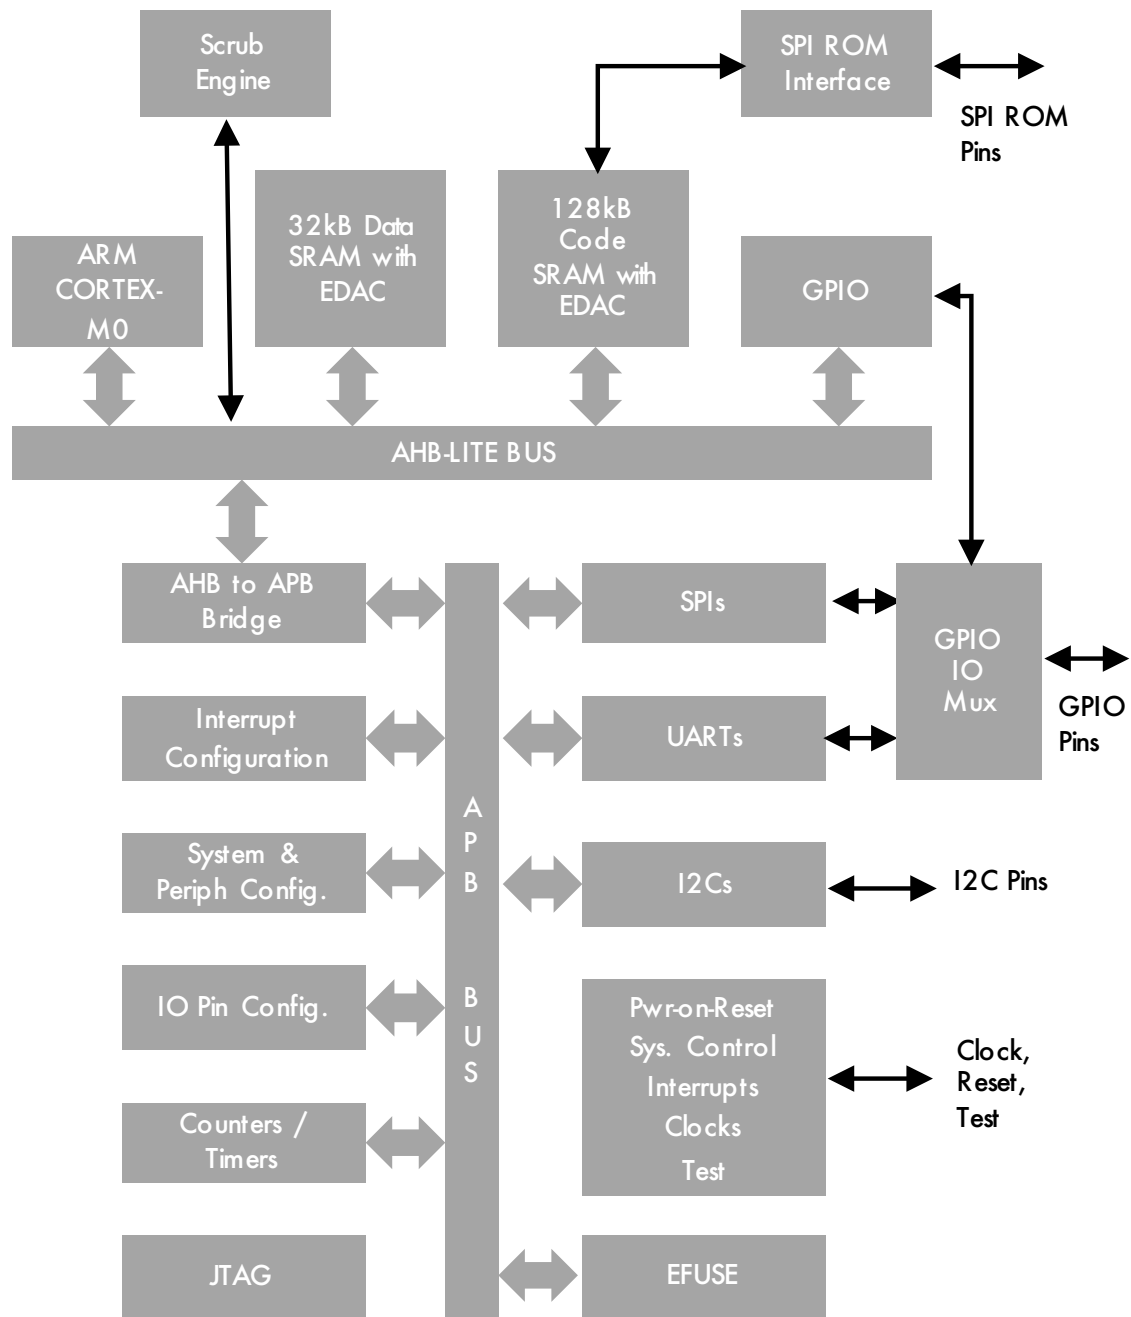 Scrub
Engine
SPI ROM
Interface
SPI ROM
Pins
ARM
CORTEX-
M0
32kB Data
SRAM with
EDAC
128kB
Code
SRAM with
EDAC
GPIO
AHB-LITE BUS
AHB to APB
Bridge
SPIs
GPIO
IO
Mux
GPIO
Pins
Interrupt
Configuration
UARTs
A
P
B
B
U
S
System &
Periph Config.
I2Cs
I2C Pins
IO Pin Config.
Pwr-on-Reset
Sys. Control
Interrupts
Clocks
Test
Clock,
Reset,
Test
Counters /
Timers
JTAG
EFUSE